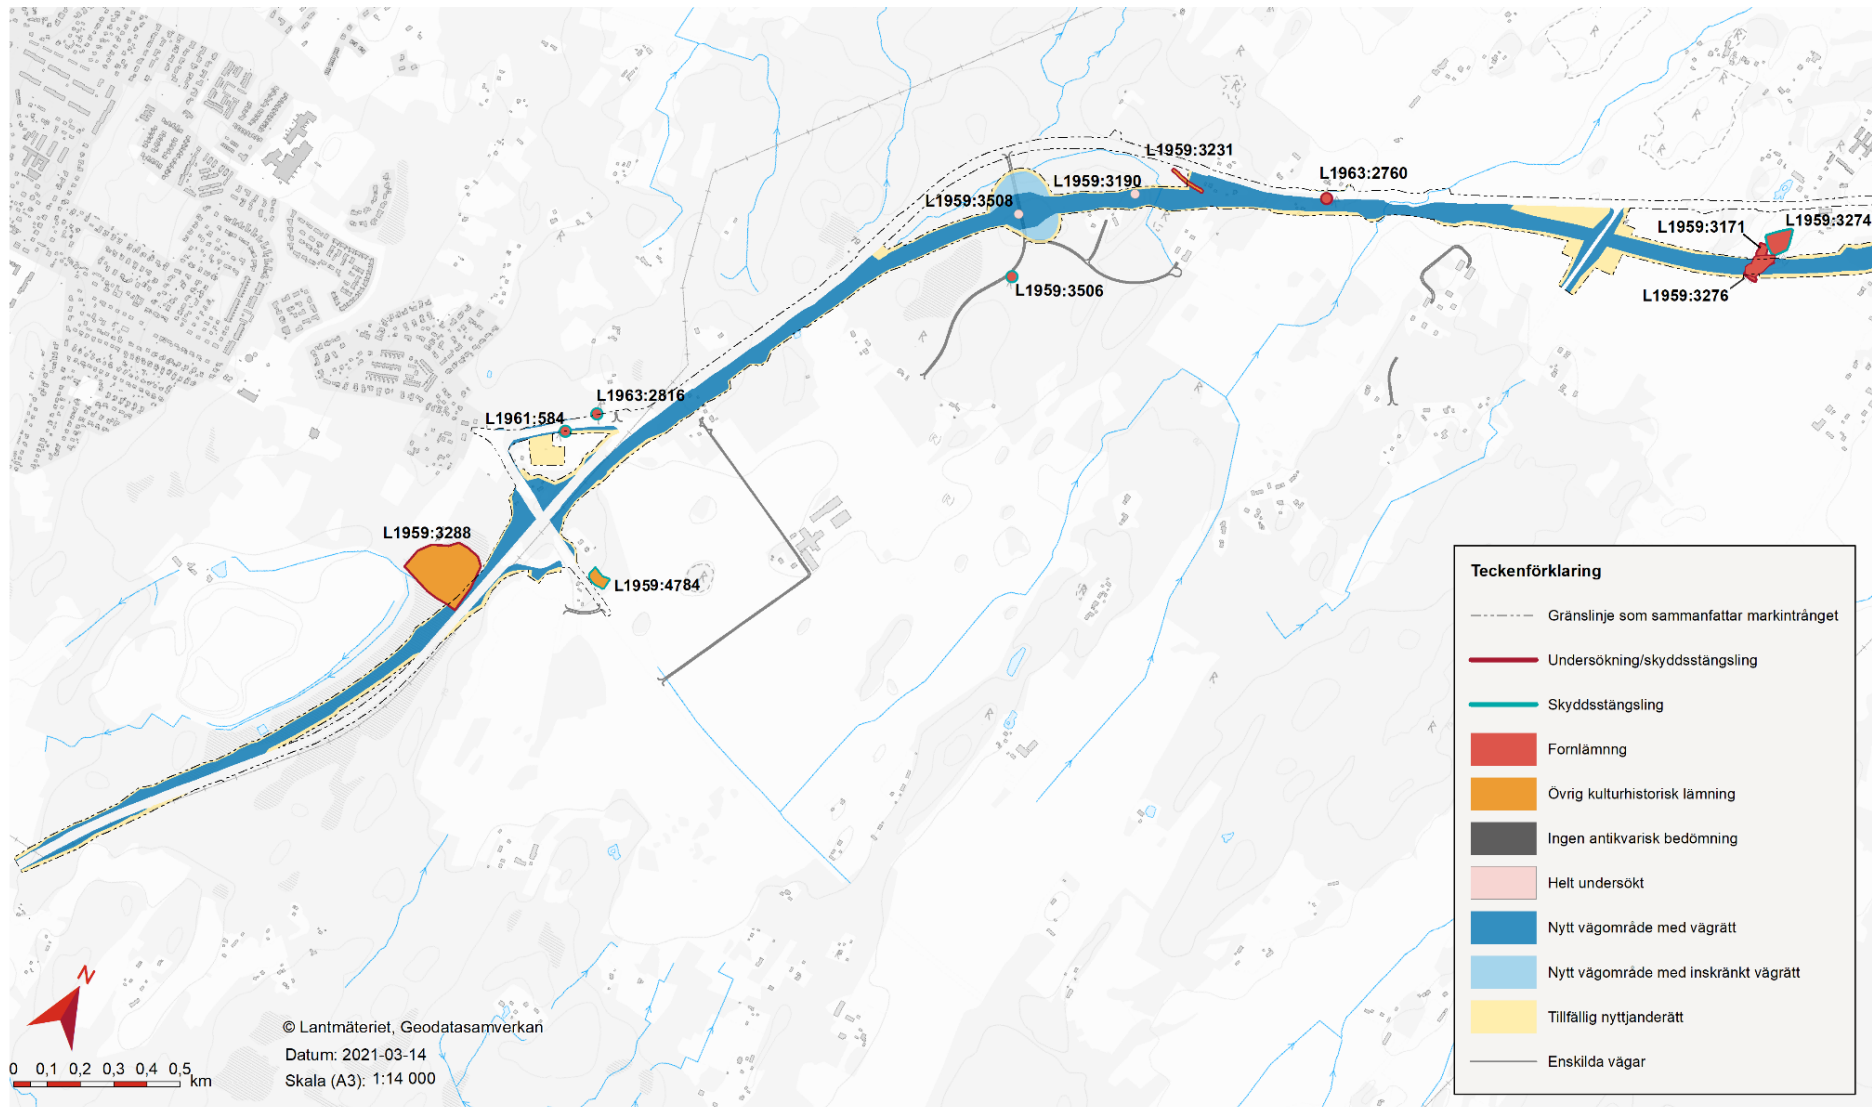 L1959:3231
L1959:3190
L1963:2760
L1959:3508
L1959:3171
L1959:3274
L1959:3506
L1959:3276
L1963:2816
L1961:584
L1959:3288
L1959:4784
Teckenförklaring
Gränslinje som sammanfattar markintrånget
Undersökning/skyddsstängsling
Skyddsstängsling
Fornlämnng
Övrig kulturhistorisk lämning
Ingen antikvarisk bedömning
Helt undersökt
Nytt vägområde med vägrätt
Nytt vägområde med inskränkt vägrätt
Tillfällig nyttjanderätt
Enskilda vägar
N
0 0,1 0,2 0,3 0,4 0,5 km
© Lantmäteriet, Geodatasamverkan
Datum: 2021-03-14
Skala (A3): 1:14 000